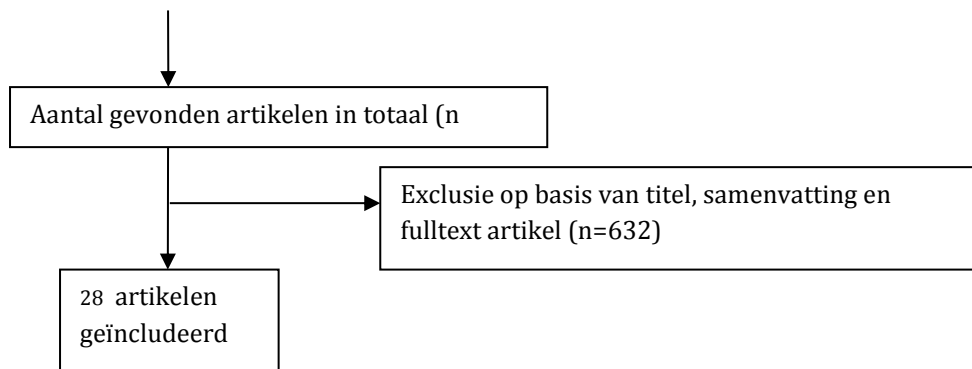 Aantal gevonden artikelen in totaal (n
Exclusie op basis van titel, samenvatting en
fulltext artikel (n=632)
28 artikelen
geïncludeerd